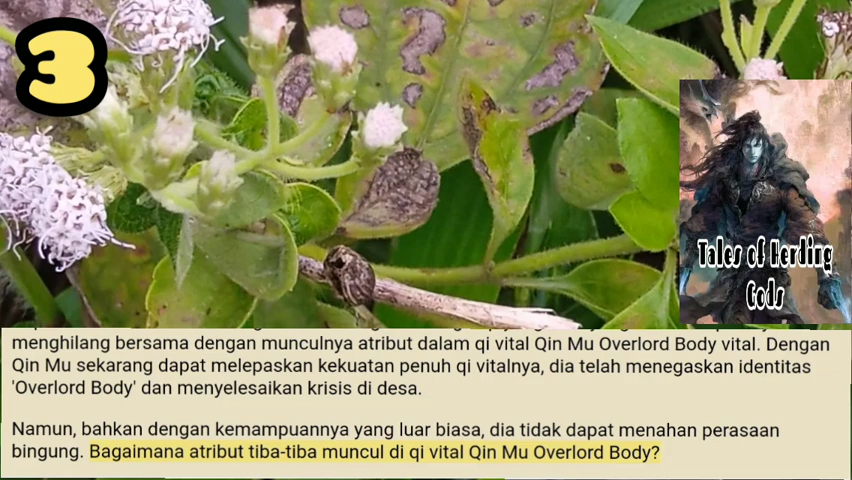 3
Tales of Herding
Gods
menghilang bersama dengan munculnya atribut dalam qi vital Qin Mu Overlord Body vital. Dengan
Qin Mu sekarang dapat melepaskan kekuatan penuh qi vitalnya, dia telah menegaskan identitas
'Overlord Body' dan menyelesaikan krisis di desa.
Namun, bahkan dengan kemampuannya yang luar biasa, dia tidak dapat menahan perasaan
bingung. Bagaimana atribut tiba-tiba muncul di qi vital Qin Mu Overlord Body?